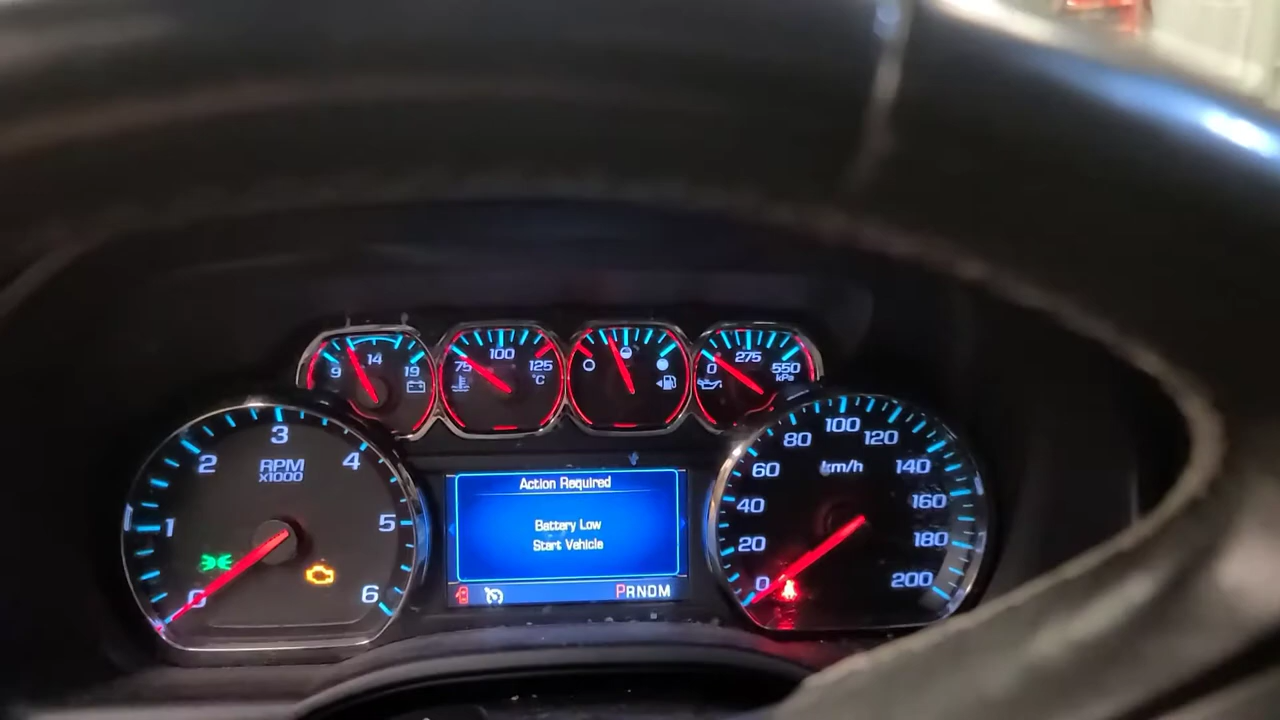 9 14 19
75 100 125
°C
0 275 550
kPa
0 1 2 3 4 5 6
RPM
x1000
Action Required
Battery Low
Start Vehicle
PRNDM
0 20 40 60 80 100 120 140 160 180 200
km/h